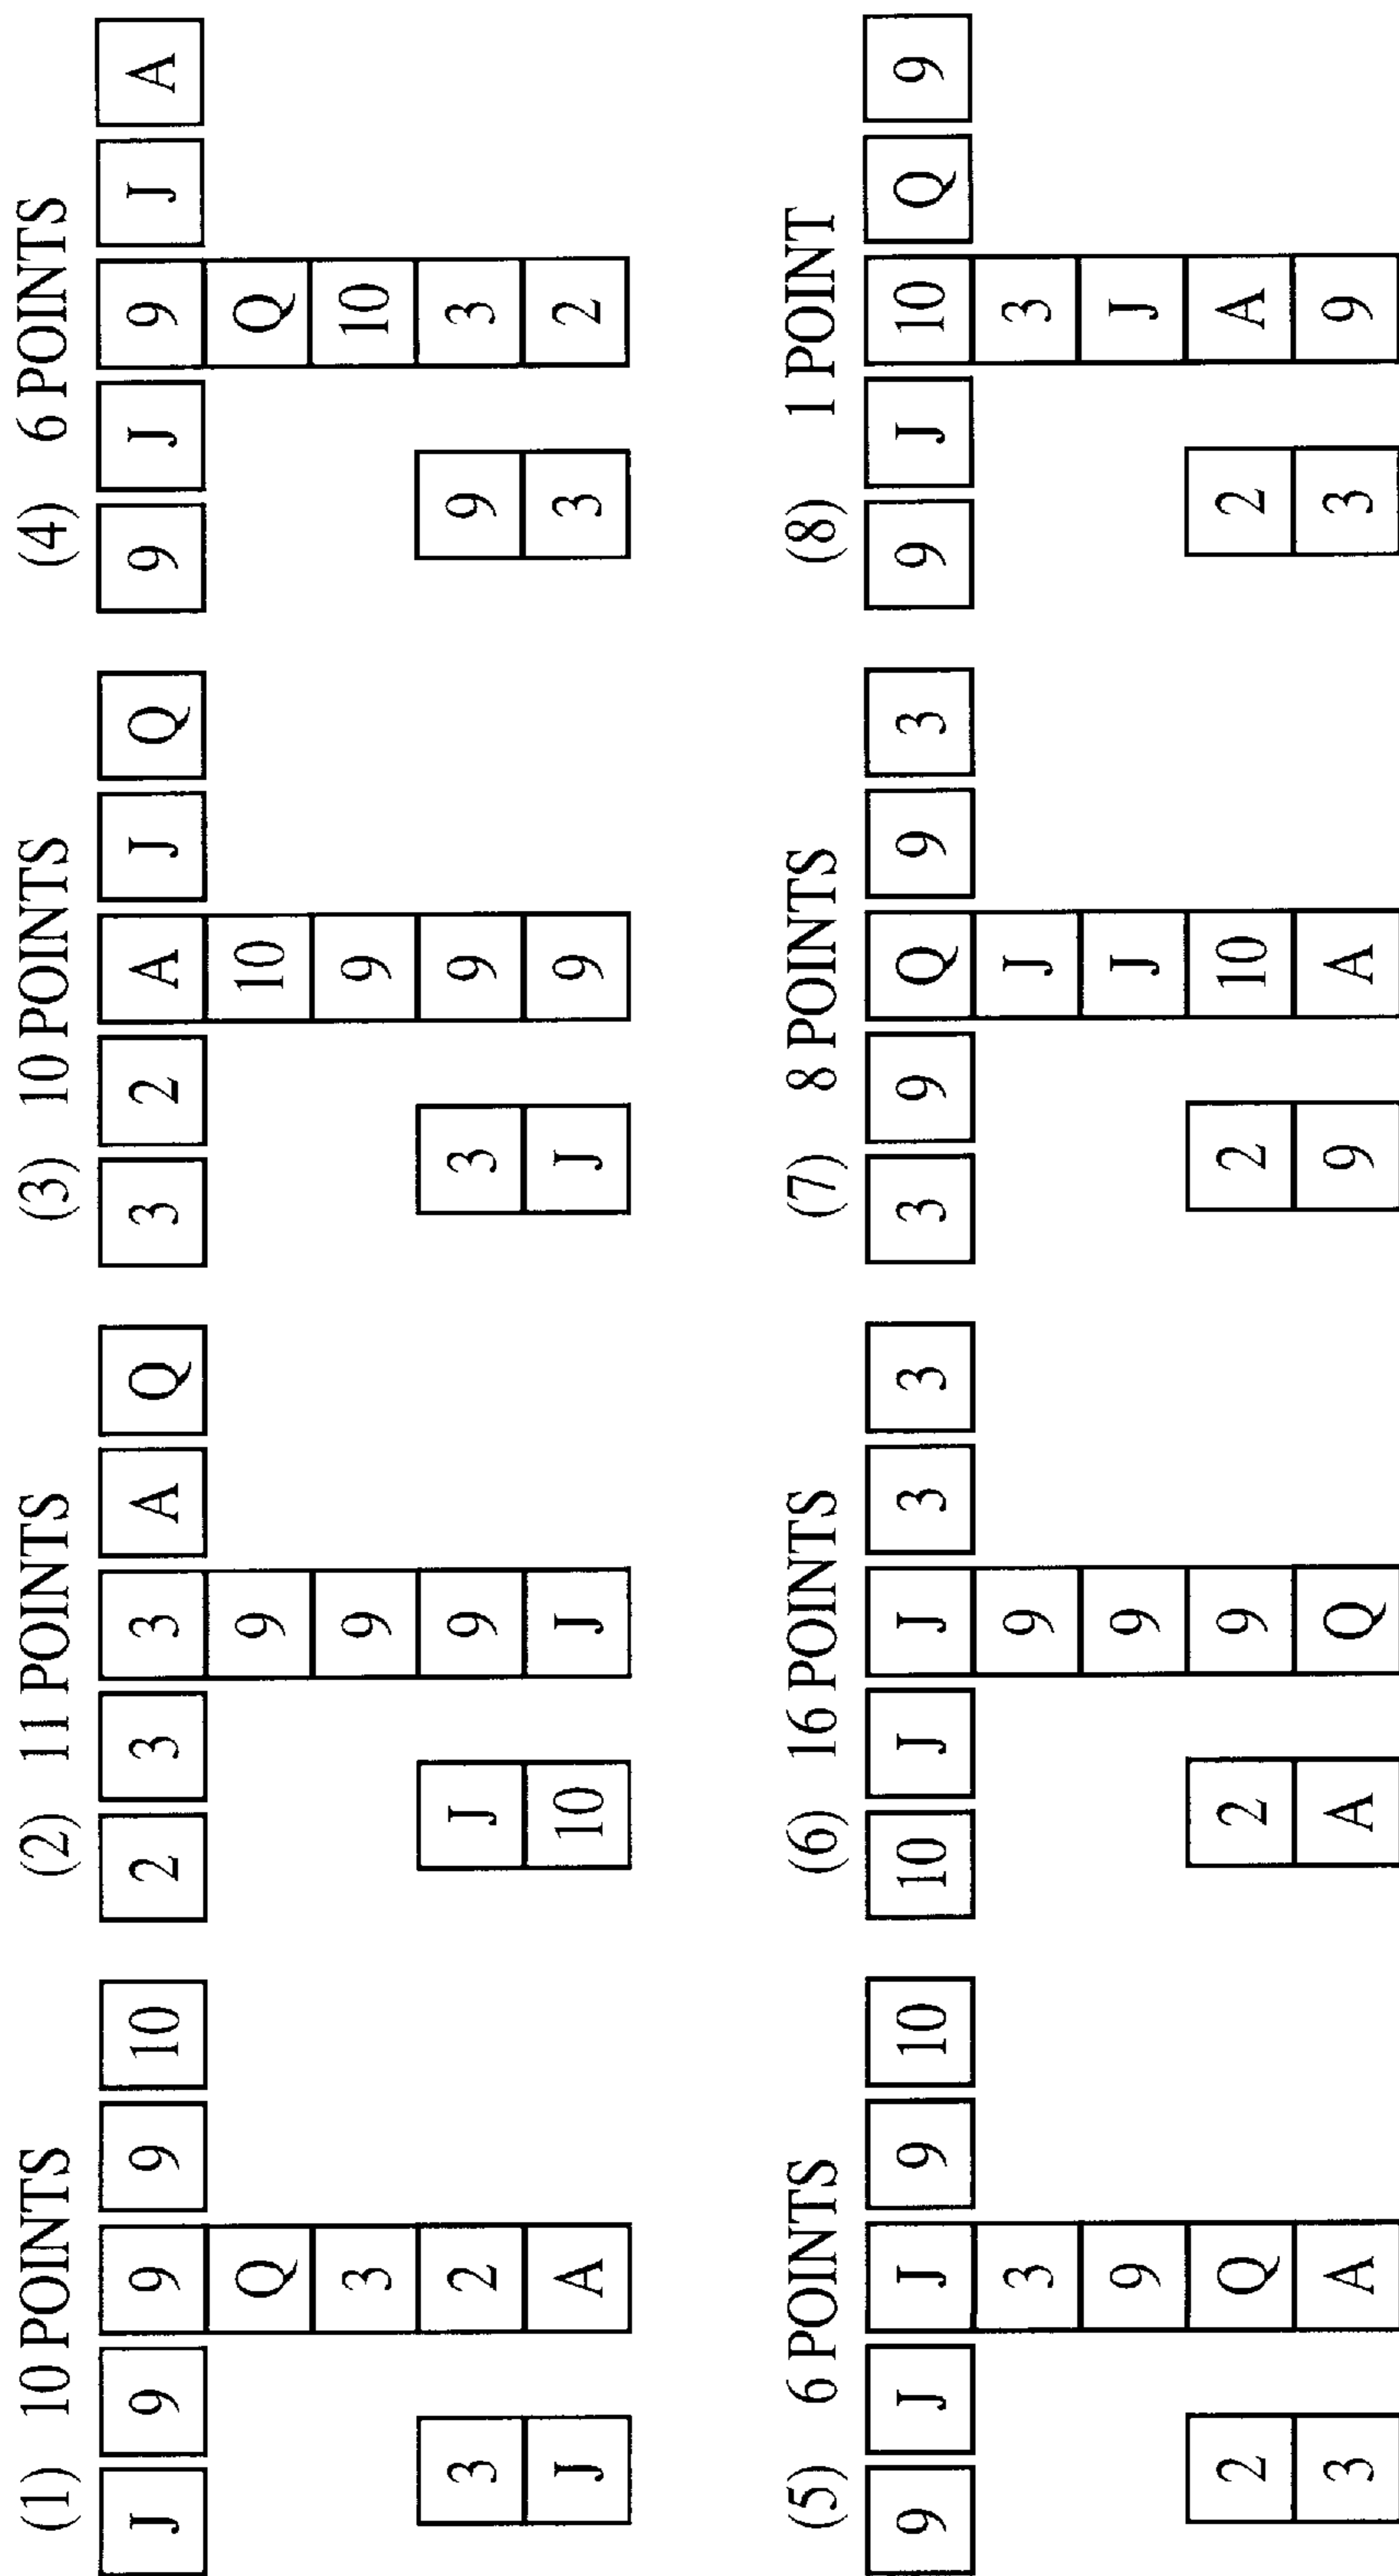 (1) 10 POINTS (2) 11 POINTS (3) 10 POINTS (4) 6 POINTS
J 9 9 9 10 2 3 3 A Q 3 2 A J Q 9 J 9 J A
Q 9 10 Q
3 9 9 10
3 2 J 9 3 9 9 3
J A 10 J J 9 3 2
(5) 6 POINTS (6) 16 POINTS (7) 8 POINTS (8) 1 POINT
9 J J 9 10 10 J J 3 3 3 9 Q 9 3 9 J 10 Q 9
3 9 J 3
9 9 J J
2 Q 2 9 2 10 2 A
3 A A Q 9 A 3 9